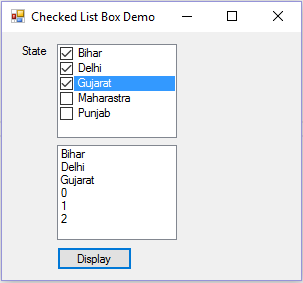 Checked List Box Demo
State
Bihar
Delhi
Gujarat
Maharastra
Punjab
Bihar
Delhi
Gujarat
0
1
2
Display